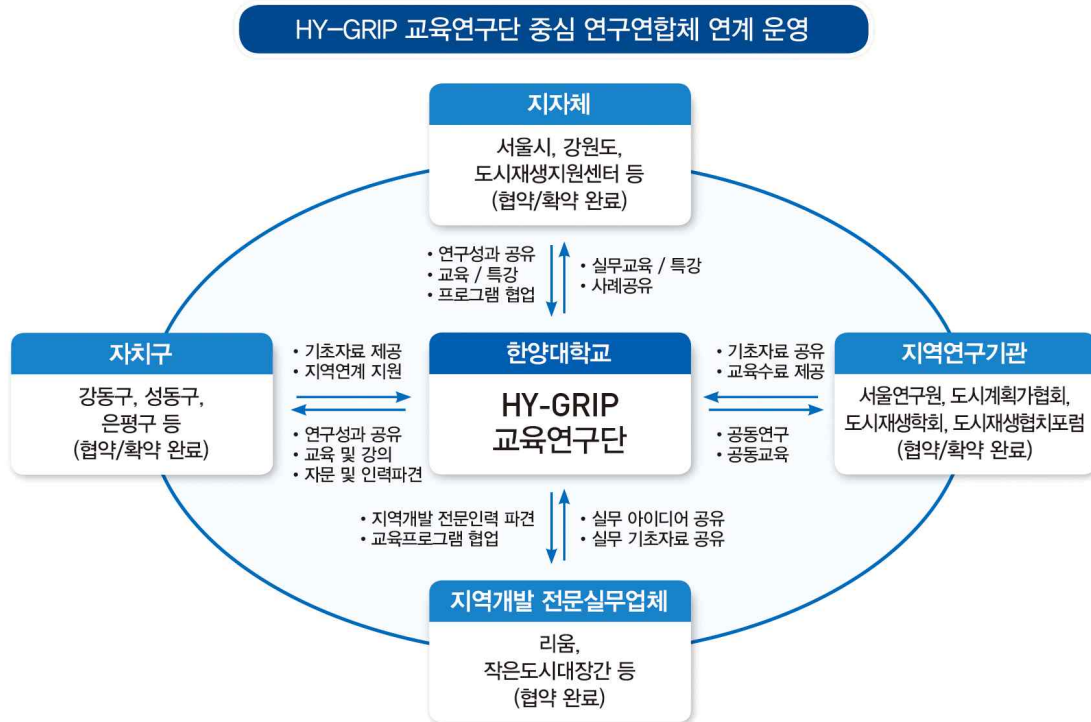 HY-GRIP 교육연구단 중심 연구연합체 연계 운영
지자체
서울시, 강원도,
도시재생지원센터 등
(협약/확약 완료)
• 연구성과 공유
• 교육 / 특강
• 프로그램 협업
• 실무교육 / 특강
• 사례공유
자치구
강동구, 성동구,
은평구 등
(협약/확약 완료)
• 기초자료 제공
• 지역연계 지원
• 연구성과 공유
• 교육 및 강의
• 자문 및 인력파견
한양대학교
HY-GRIP
교육연구단
• 기초자료 공유
• 교육수료 제공
• 공동연구
• 공동교육
지역연구기관
서울연구원, 도시계획가협회,
도시재생학회, 도시재생협치포럼
(협약/확약 완료)
• 지역개발 전문인력 파견
• 교육프로그램 협업
• 실무 아이디어 공유
• 실무 기초자료 공유
지역개발 전문실무업체
리움,
작은도시대장간 등
(협약 완료)